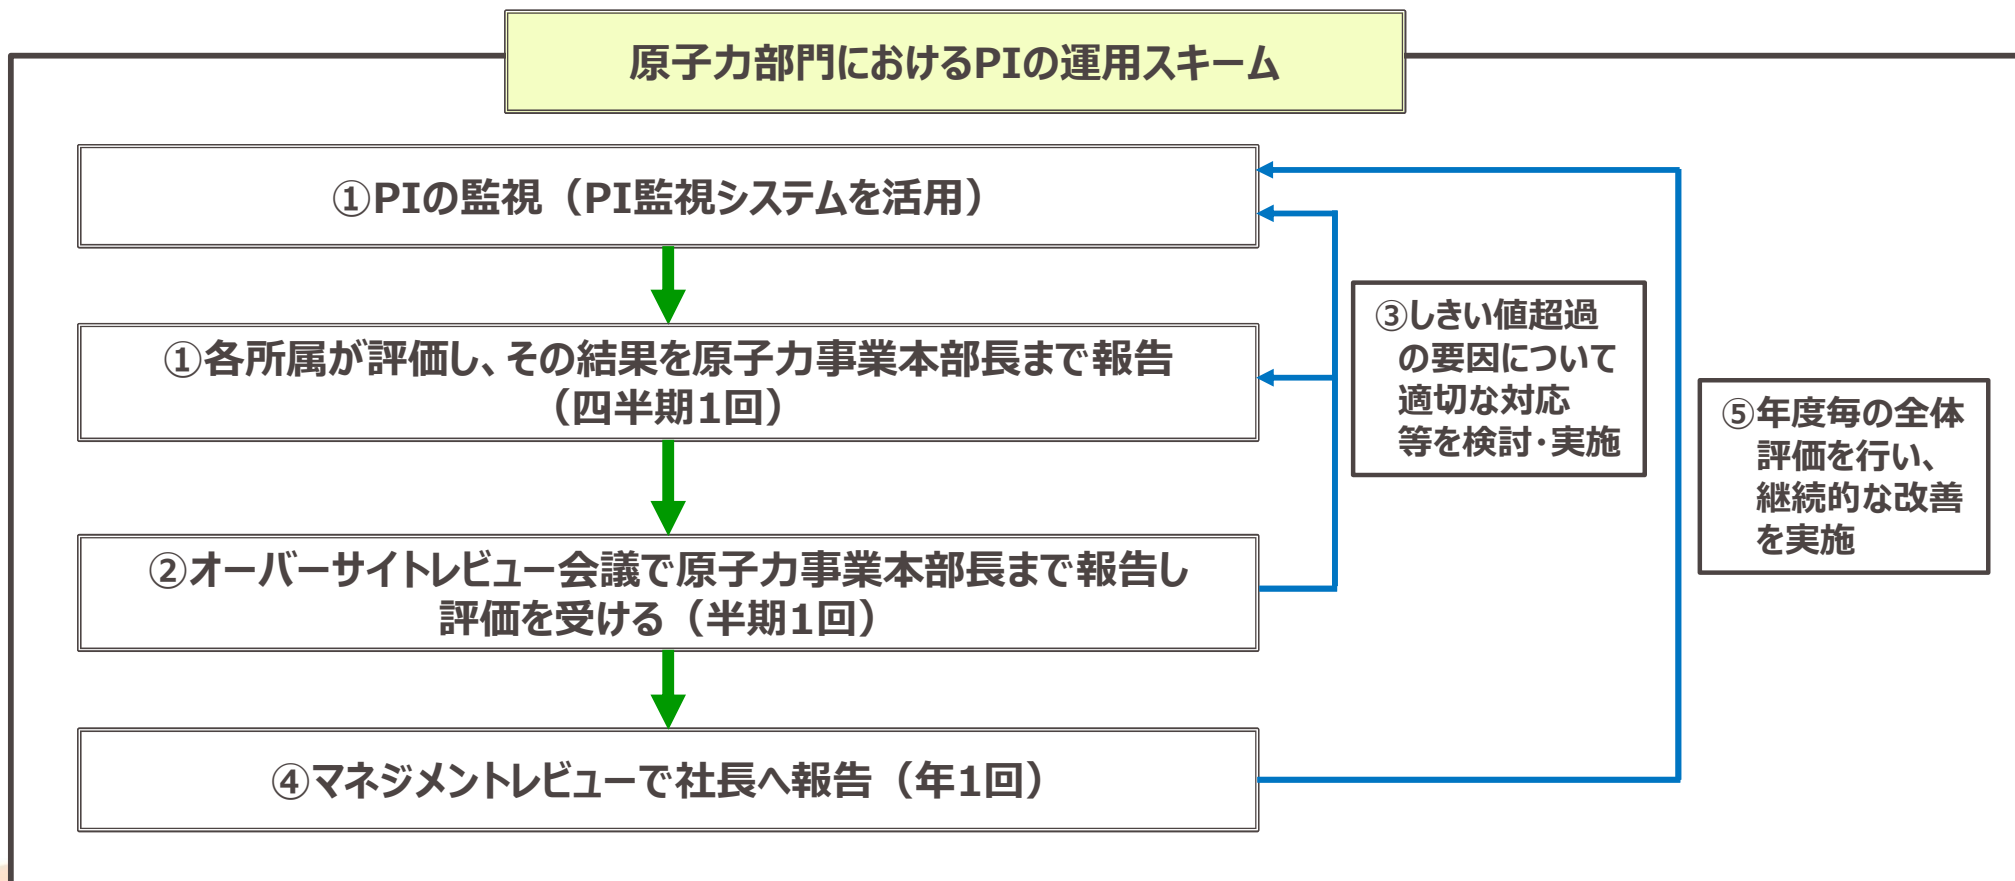 原子力部門におけるPIの運用スキーム
①PIの監視（PI監視システムを活用）
①各所属が評価し、その結果を原子力事業本部長まで報告
（四半期1回）
②オーバーサイトレビュー会議で原子力事業本部長まで報告し
評価を受ける（半期1回）
④マネジメントレビューで社長へ報告（年1回）
③しきい値超過
の要因について
適切な対応
等を検討・実施
⑤年度毎の全体
評価を行い、
継続的な改善
を実施